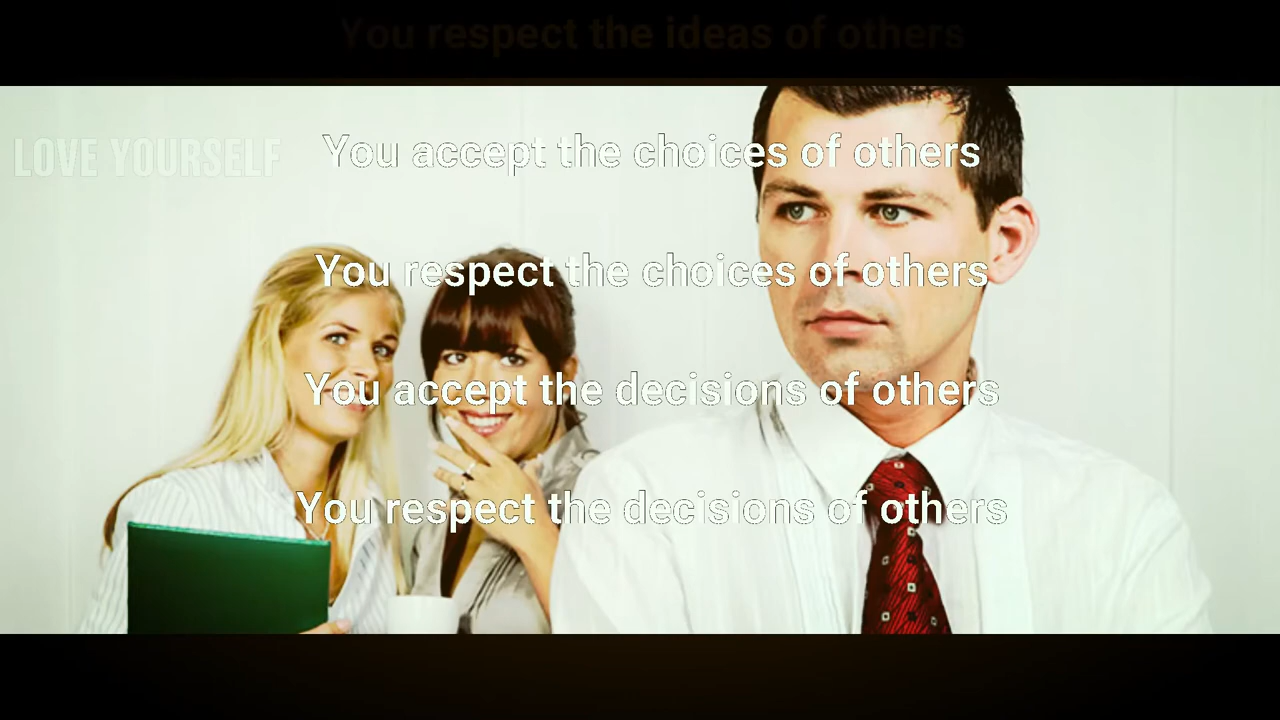 You respect the ideas of others
LOVE YOURSELF
You accept the choices of others
You respect the choices of others
You accept the decisions of others
You respect the decisions of others